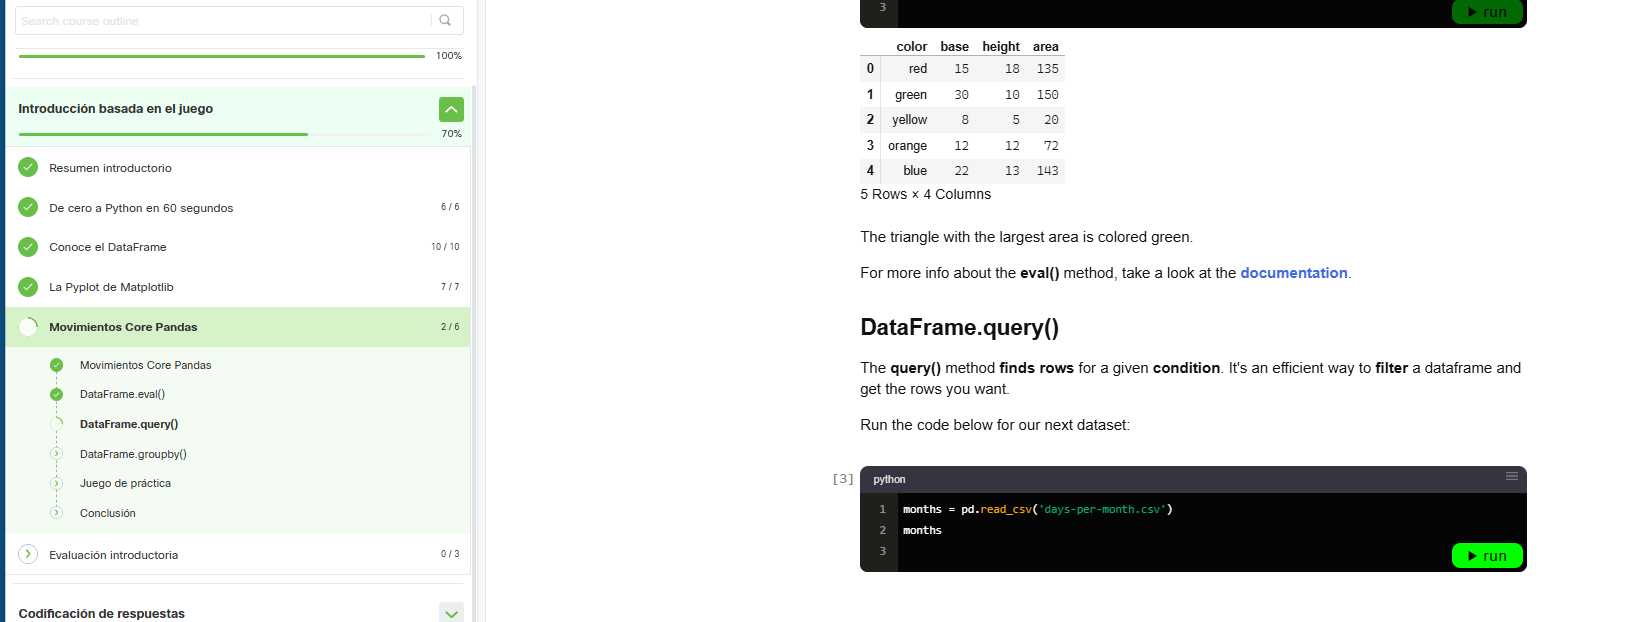 Search course outline
100%
Introducción basada en el juego
70%
Resumen introductorio
De cero a Python en 60 segundos 6 / 6
Conoce el DataFrame 10 / 10
La Pyplot de Matplotlib 7 / 7
Movimientos Core Pandas 2 / 6
Movimientos Core Pandas
DataFrame.eval()
DataFrame.query()
DataFrame.groupby()
Juego de práctica
Conclusión
Evaluación introductoria 0 / 3
Codificación de respuestas
3
run
color base height area
0 red 15 18 135
1 green 30 10 150
2 yellow 8 5 20
3 orange 12 12 72
4 blue 22 13 143
5 Rows × 4 Columns
The triangle with the largest area is colored green.
For more info about the eval() method, take a look at the documentation.
DataFrame.query()
The query() method finds rows for a given condition. It's an efficient way to filter a dataframe and
get the rows you want.
Run the code below for our next dataset:
[3] python
1 months = pd.read_csv('days-per-month.csv')
2 months
3
run